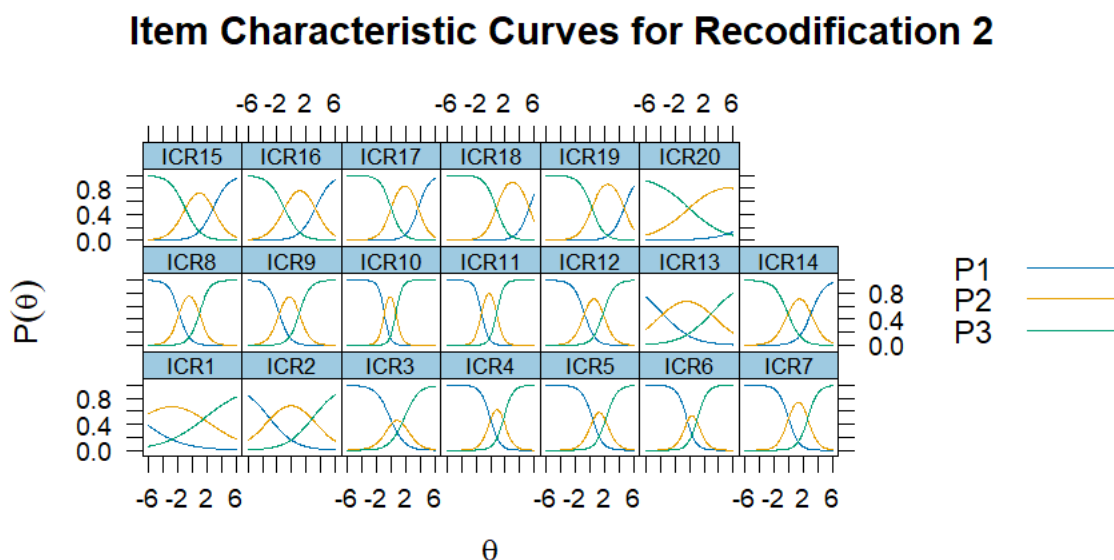 Item Characteristic Curves for Recodification 2
-6 -2 2 6 -6 -2 2 6 -6 -2 2 6
ICR15 ICR16 ICR17 ICR18 ICR19 ICR20
0.8
0.4
0.0
ICR8 ICR9 ICR10 ICR11 ICR12 ICR13 ICR14
0.8
0.4
0.0
ICR1 ICR2 ICR3 ICR4 ICR5 ICR6 ICR7
0.8
0.4
0.0
-6 -2 2 6 -6 -2 2 6 -6 -2 2 6 -6 -2 2 6
θ
P(θ)
P1
P2
P3